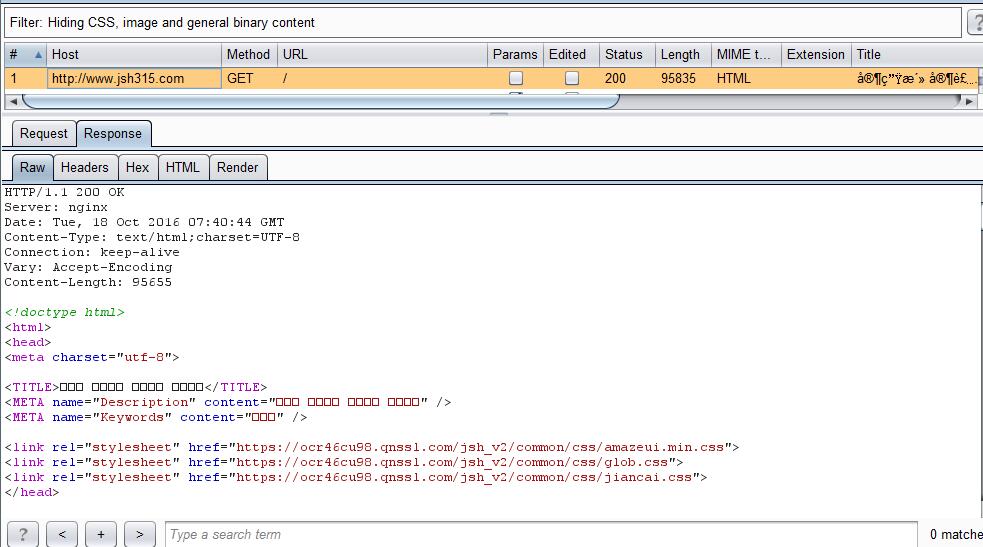 Filter: Hiding CSS, image and general binary content
?
# Host Method URL Params Edited Status Length MIME t... Extension Title
1 http://www.jsh315.com GET / 200 95835 HTML
Request Response
Raw Headers Hex HTML Render
HTTP/1.1 200 OK
Server: nginx
Date: Tue, 18 Oct 2016 07:40:44 GMT
Content-Type: text/html;charset=UTF-8
Connection: keep-alive
Vary: Accept-Encoding
Content-Length: 95655
<!doctype html>
<html>
<head>
<meta charset="utf-8">
<TITLE>□□□ □□□□ □□□□ □□□□</TITLE>
<META name="Description" content="□□□ □□□□ □□□□ □□□□" />
<META name="Keywords" content="□□□" />
<link rel="stylesheet" href="https://ocr46cu98.qnssl.com/jsh_v2/common/css/amazeui.min.css">
<link rel="stylesheet" href="https://ocr46cu98.qnssl.com/jsh_v2/common/css/glob.css">
<link rel="stylesheet" href="https://ocr46cu98.qnssl.com/jsh_v2/common/css/jiancai.css">
</head>
? < + > Type a search term 0 matche